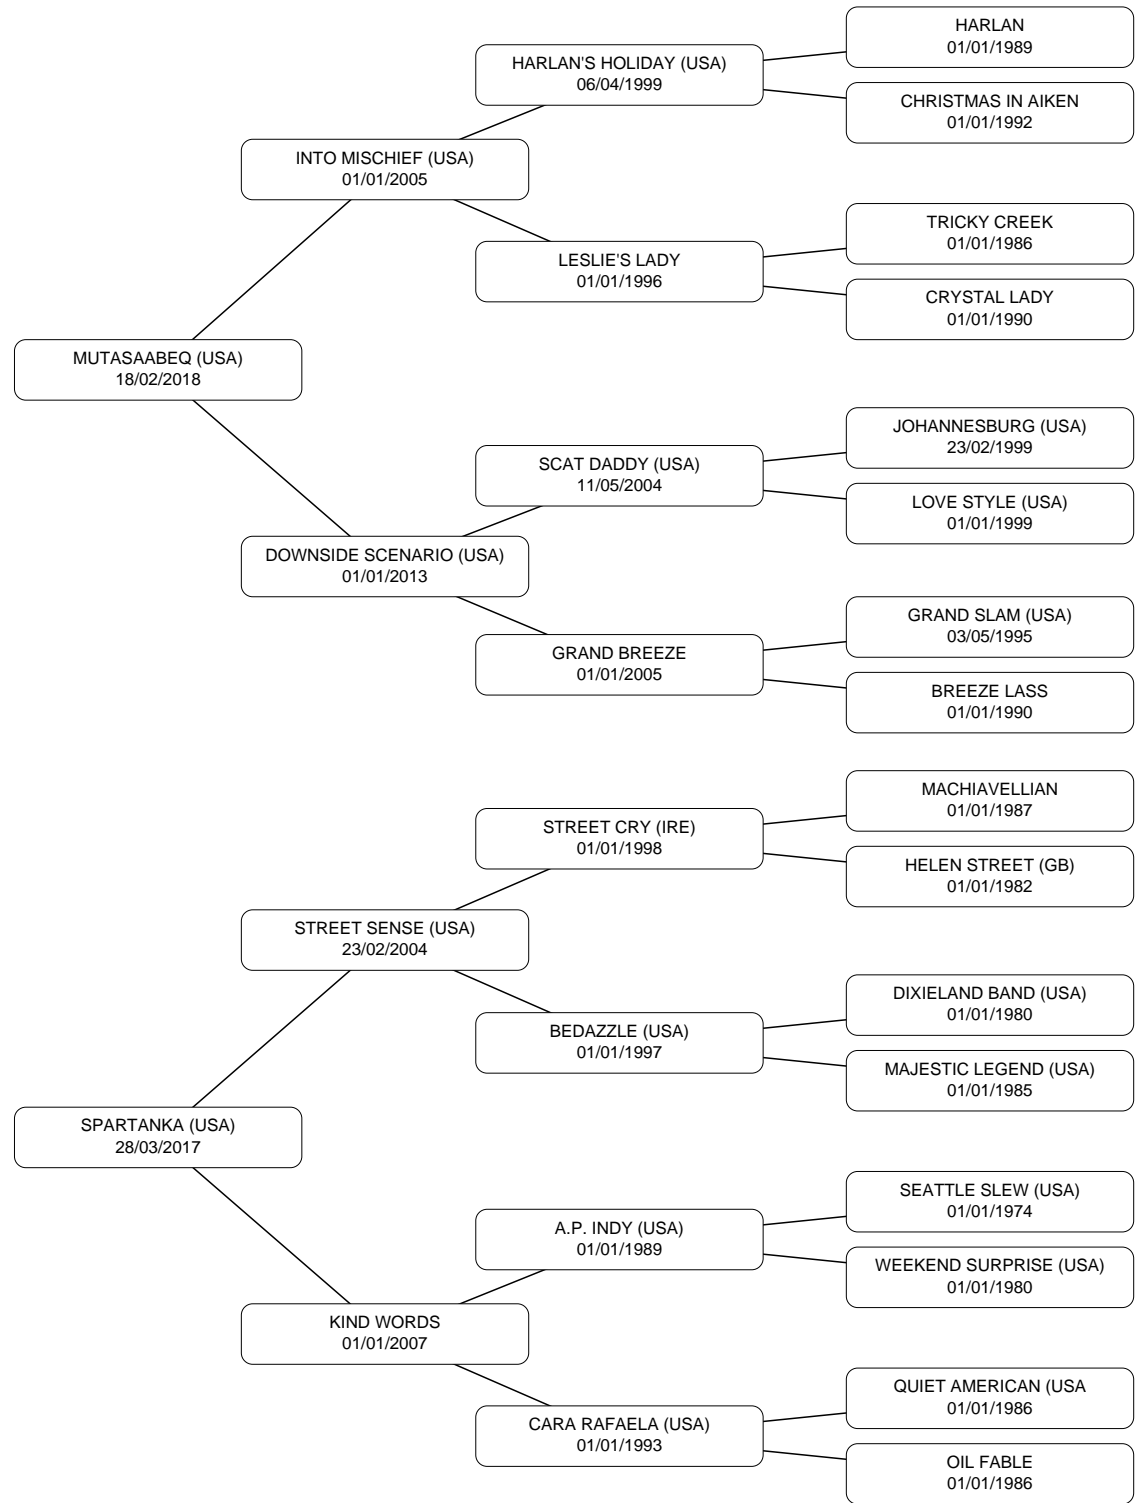 HARLAN
01/01/1989
HARLAN'S HOLIDAY (USA)
06/04/1999
CHRISTMAS IN AIKEN
01/01/1992
INTO MISCHIEF (USA)
01/01/2005
TRICKY CREEK
01/01/1986
LESLIE'S LADY
01/01/1996
CRYSTAL LADY
01/01/1990
MUTASAABEQ (USA)
18/02/2018
JOHANNESBURG (USA)
23/02/1999
SCAT DADDY (USA)
11/05/2004
LOVE STYLE (USA)
01/01/1999
DOWNSIDE SCENARIO (USA)
01/01/2013
GRAND SLAM (USA)
03/05/1995
GRAND BREEZE
01/01/2005
BREEZE LASS
01/01/1990
MACHIAVELLIAN
01/01/1987
STREET CRY (IRE)
01/01/1998
HELEN STREET (GB)
01/01/1982
STREET SENSE (USA)
23/02/2004
DIXIELAND BAND (USA)
01/01/1980
BEDAZZLE (USA)
01/01/1997
MAJESTIC LEGEND (USA)
01/01/1985
SPARTANKA (USA)
28/03/2017
SEATTLE SLEW (USA)
01/01/1974
A.P. INDY (USA)
01/01/1989
WEEKEND SURPRISE (USA)
01/01/1980
KIND WORDS
01/01/2007
QUIET AMERICAN (USA
01/01/1986
CARA RAFAELA (USA)
01/01/1993
OIL FABLE
01/01/1986